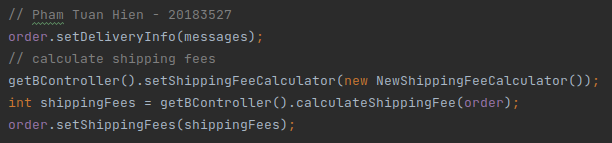 // Pham Tuan Hien - 20183527
order.setDeliveryInfo(messages);
// calculate shipping fees
getBController().setShippingFeeCalculator(new NewShippingFeeCalculator());
int shippingFees = getBController().calculateShippingFee(order);
order.setShippingFees(shippingFees);